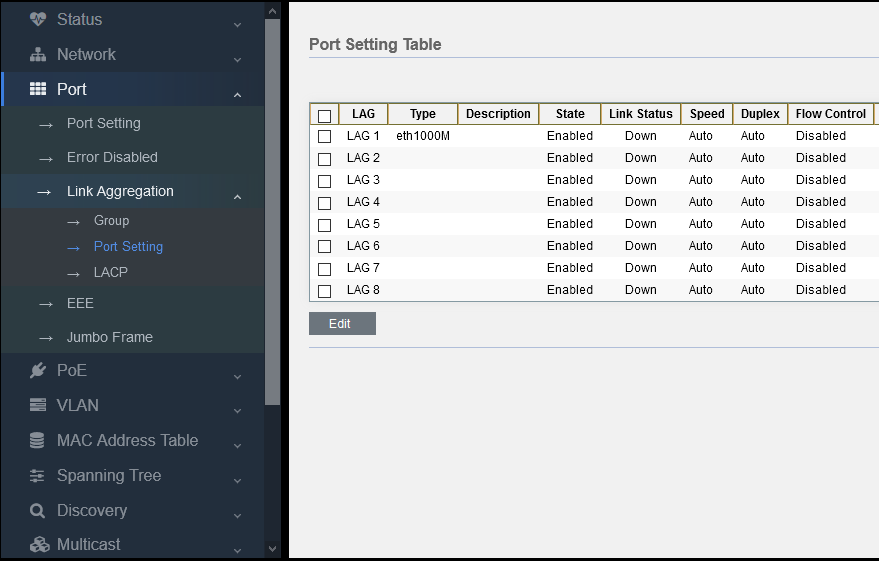 Status
Network
Port
Port Setting
Error Disabled
Link Aggregation
Group
Port Setting
LACP
EEE
Jumbo Frame
PoE
VLAN
MAC Address Table
Spanning Tree
Discovery
Multicast
Port Setting Table
LAG Type Description State Link Status Speed Duplex Flow Control
LAG 1 eth1000M Enabled Down Auto Auto Disabled
LAG 2 Enabled Down Auto Auto Disabled
LAG 3 Enabled Down Auto Auto Disabled
LAG 4 Enabled Down Auto Auto Disabled
LAG 5 Enabled Down Auto Auto Disabled
LAG 6 Enabled Down Auto Auto Disabled
LAG 7 Enabled Down Auto Auto Disabled
LAG 8 Enabled Down Auto Auto Disabled
Edit